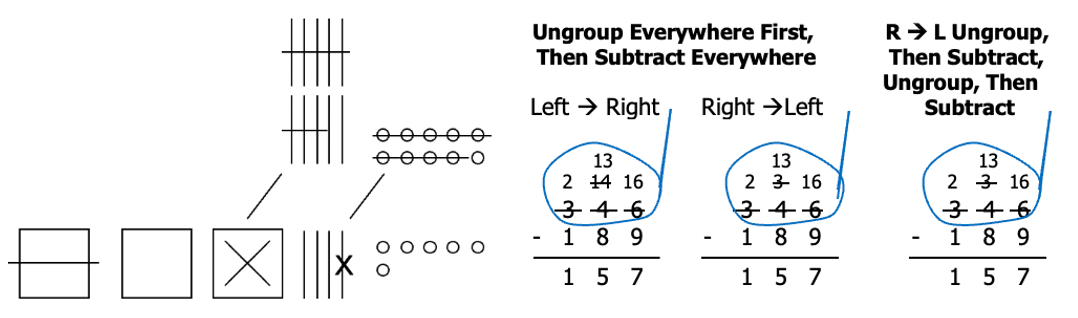 Ungroup Everywhere First,
Then Subtract Everywhere
Left → Right
13
2 14 16
3 4 6
- 1 8 9
1 5 7
Right → Left
13
2 3 16
3 4 6
- 1 8 9
1 5 7
R → L Ungroup,
Then Subtract,
Ungroup, Then
Subtract
13
2 3 16
3 4 6
- 1 8 9
1 5 7
X